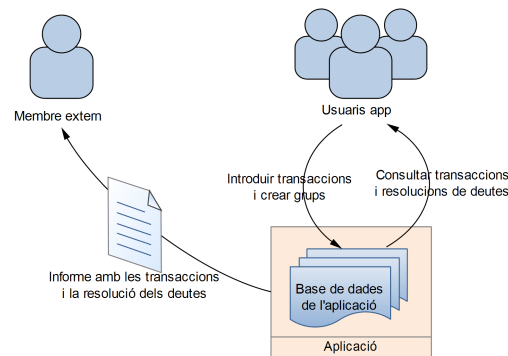 Membre extern
Usuaris app
Introduir transaccions
i crear grups
Consultar transaccions
i resolucions de deutes
Informe amb les transaccions
i la resolució dels deutes
Base de dades
de l'aplicació
Aplicació